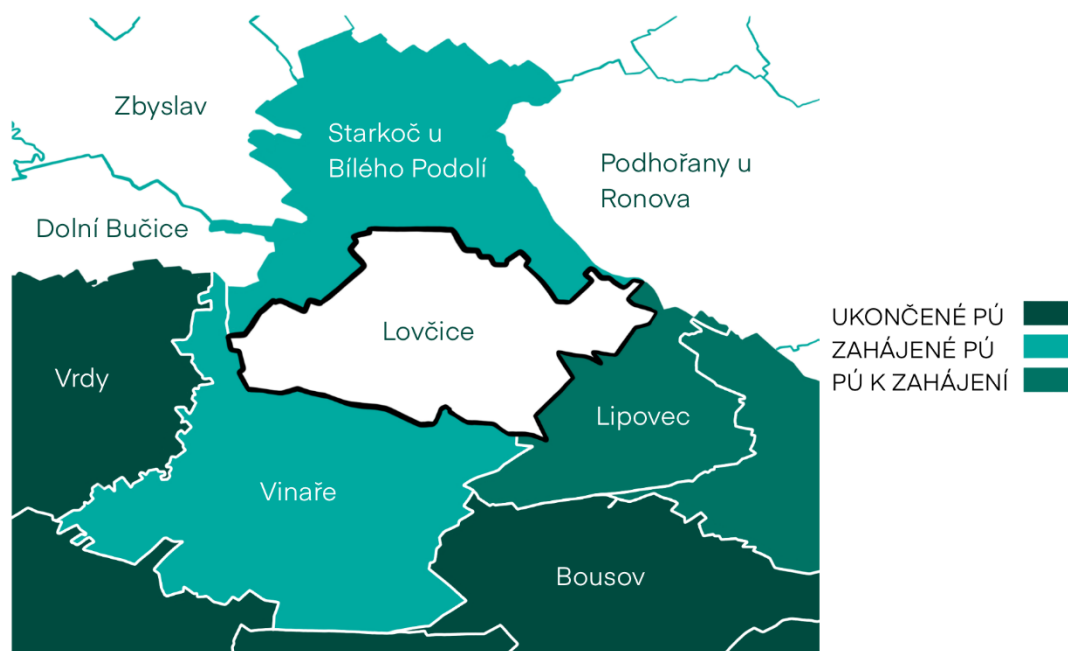 Zbyslav
Starkoč u
Bílého Podolí
Podhořany u
Ronova
Dolní Bučice
UKONČENÉ PÚ
Lovčice
ZAHÁJENÉ PÚ
Vrdy
PÚ K ZAHÁJENÍ
Lipovec
Vinaře
Bousov